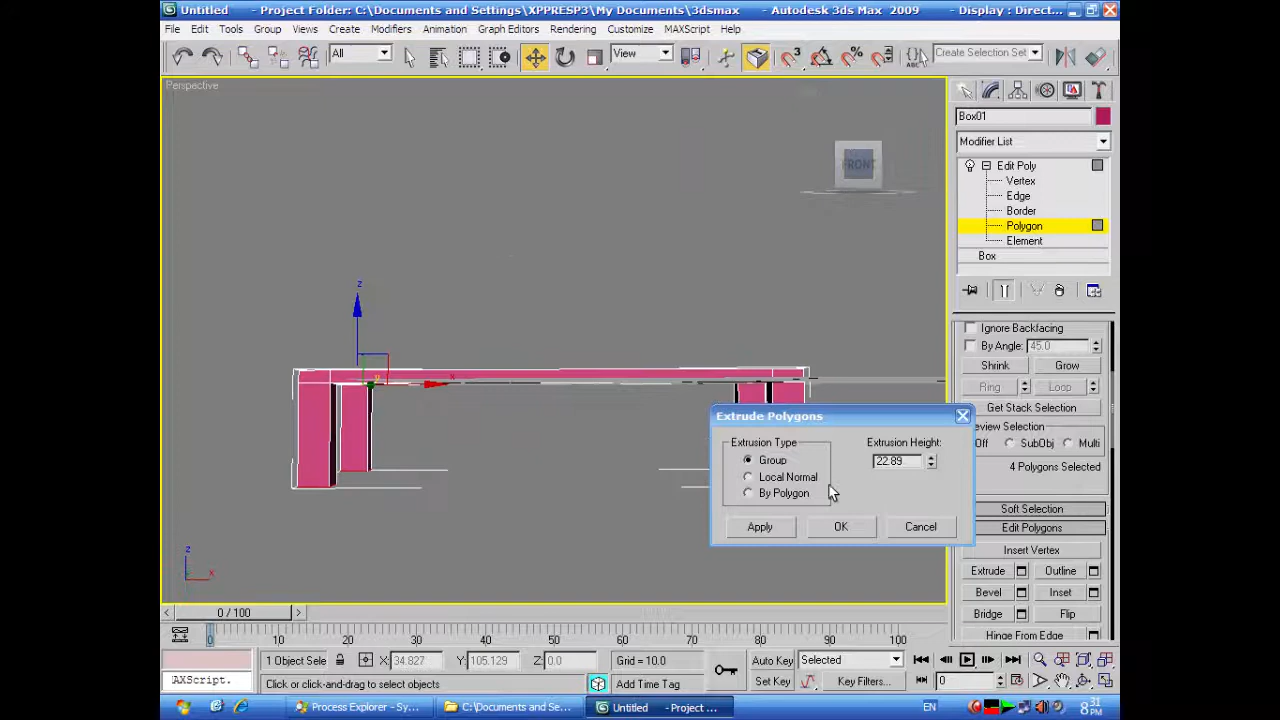 Untitled - Project Folder: C:\Documents and Settings\XPPRESP3\My Documents\3dsmax - Autodesk 3ds Max 2009 - Display : Direct...
File Edit Tools Group Views Create Modifiers Animation Graph Editors Rendering Customize MAXScript Help
All View 3 % ABC Create Selection Set
Perspective
FRONT
Box01
Modifier List
Edit Poly
Vertex
Edge
Border
Polygon
Element
Box
z
x
y
Ignore Backfacing
By Angle: 45.0
Shrink Grow
Ring Loop
Get Stack Selection
Off SubObj Multi
4 Polygons Selected
Soft Selection
Edit Polygons
Insert Vertex
Extrude Outline
Bevel Inset
Bridge Flip
Hinge From Edge
Extrude Polygons
Extrusion Type
Group
Local Normal
By Polygon
Extrusion Height:
22.89
Apply OK Cancel
z
x
0 / 100
0 10 20 30 40 50 60 70 80 90 100
1 Object Sele X: 34.827 Y: 105.129 Z: 0.0 Grid = 10.0 Auto Key Selected
AXScript. Click or click-and-drag to select objects Add Time Tag Set Key Key Filters... 0
Process Explorer - Sy... C:\Documents and Se... Untitled - Project ... EN 8:31 PM